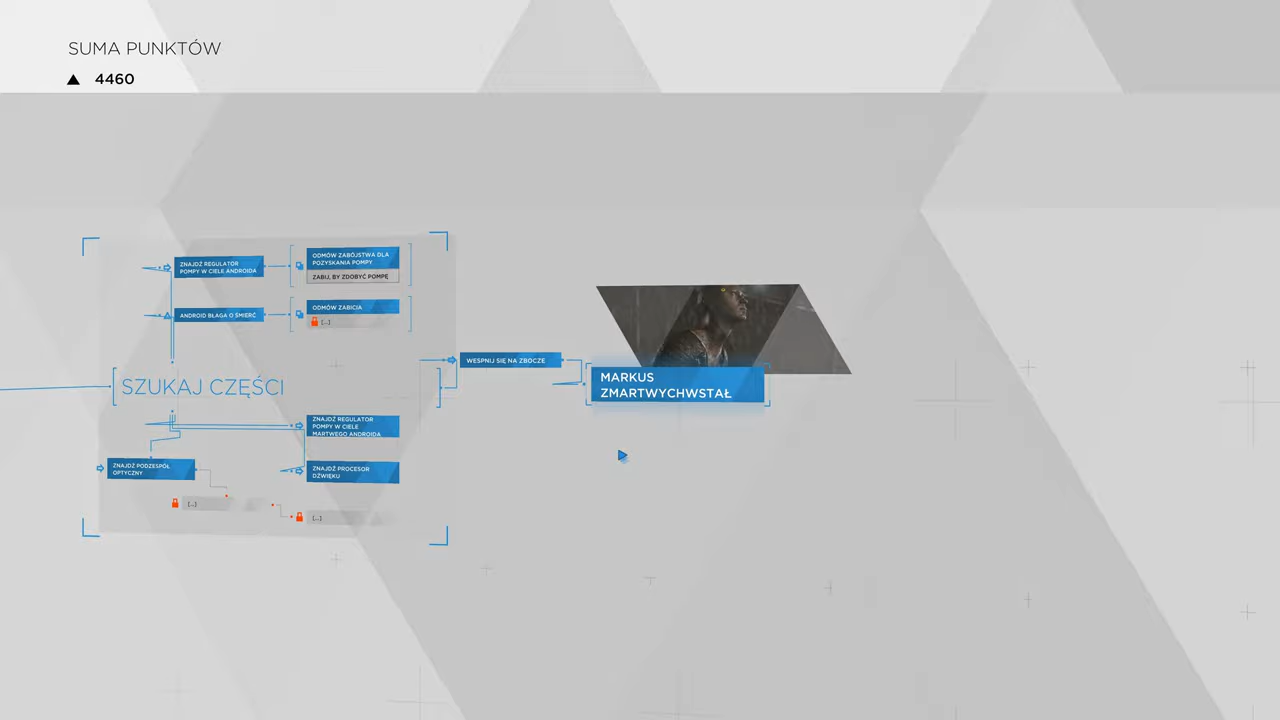 SUMA PUNKTÓW
4460
ZNAJDŹ REGULATOR
POMPY W CIELE ANDROIDA
ODMÓW ZABÓJSTWA DLA
POZYSKANIA POMPY
ZABIJ, BY ZDOBYĆ POMPĘ
ANDROID BŁAGA O ŚMIERĆ
ODMÓW ZABICIA
[...]
SZUKAJ CZĘŚCI
WESPNIJ SIĘ NA ZBOCZE
MARKUS
ZMARTWYCHWSTAŁ
ZNAJDŹ REGULATOR
POMPY W CIELE
MARTWEGO ANDROIDA
ZNAJDŹ PODZESPÓŁ
OPTYCZNY
ZNAJDŹ PROCESOR
DŹWIĘKU
[...]
[...]